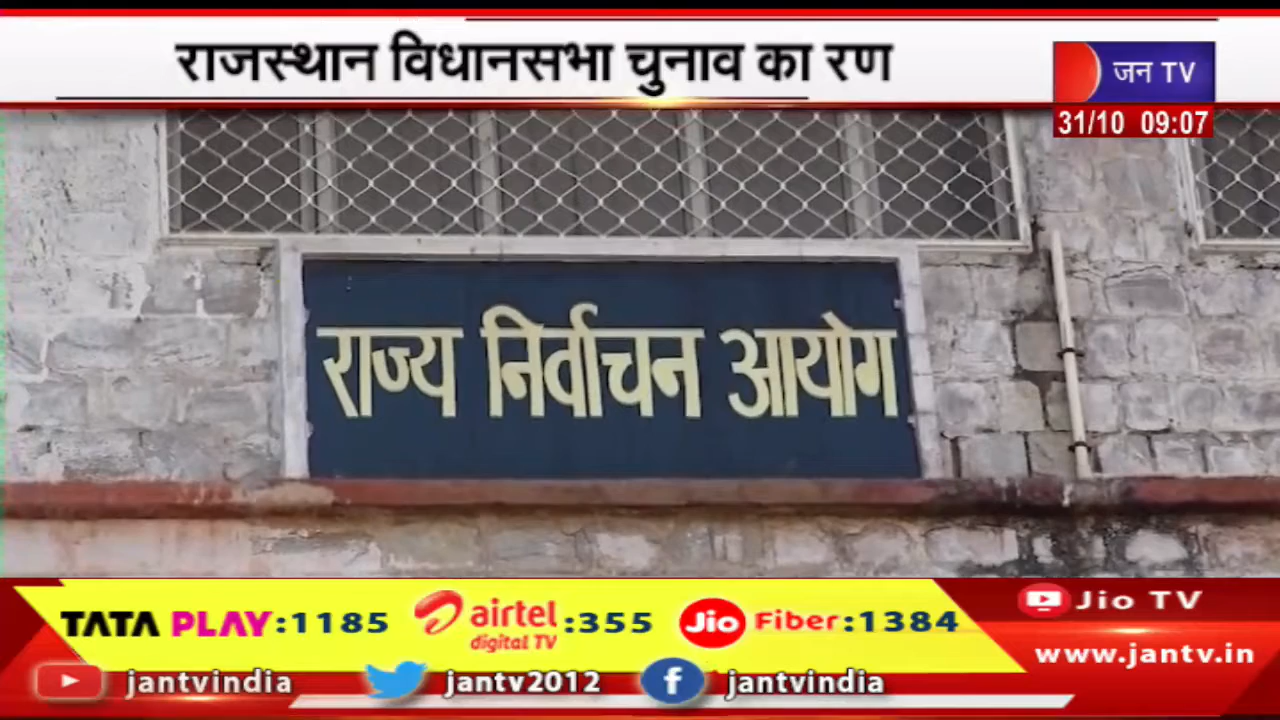 राजस्थान विधानसभा चुनाव का रण
जन TV
31/10 09:07
राज्य निर्वाचन आयोग
TATA PLAY:1185
airtel digital TV:355
Jio Fiber:1384
Jio TV
www.jantv.in
jantvindia
jantv2012
jantvindia